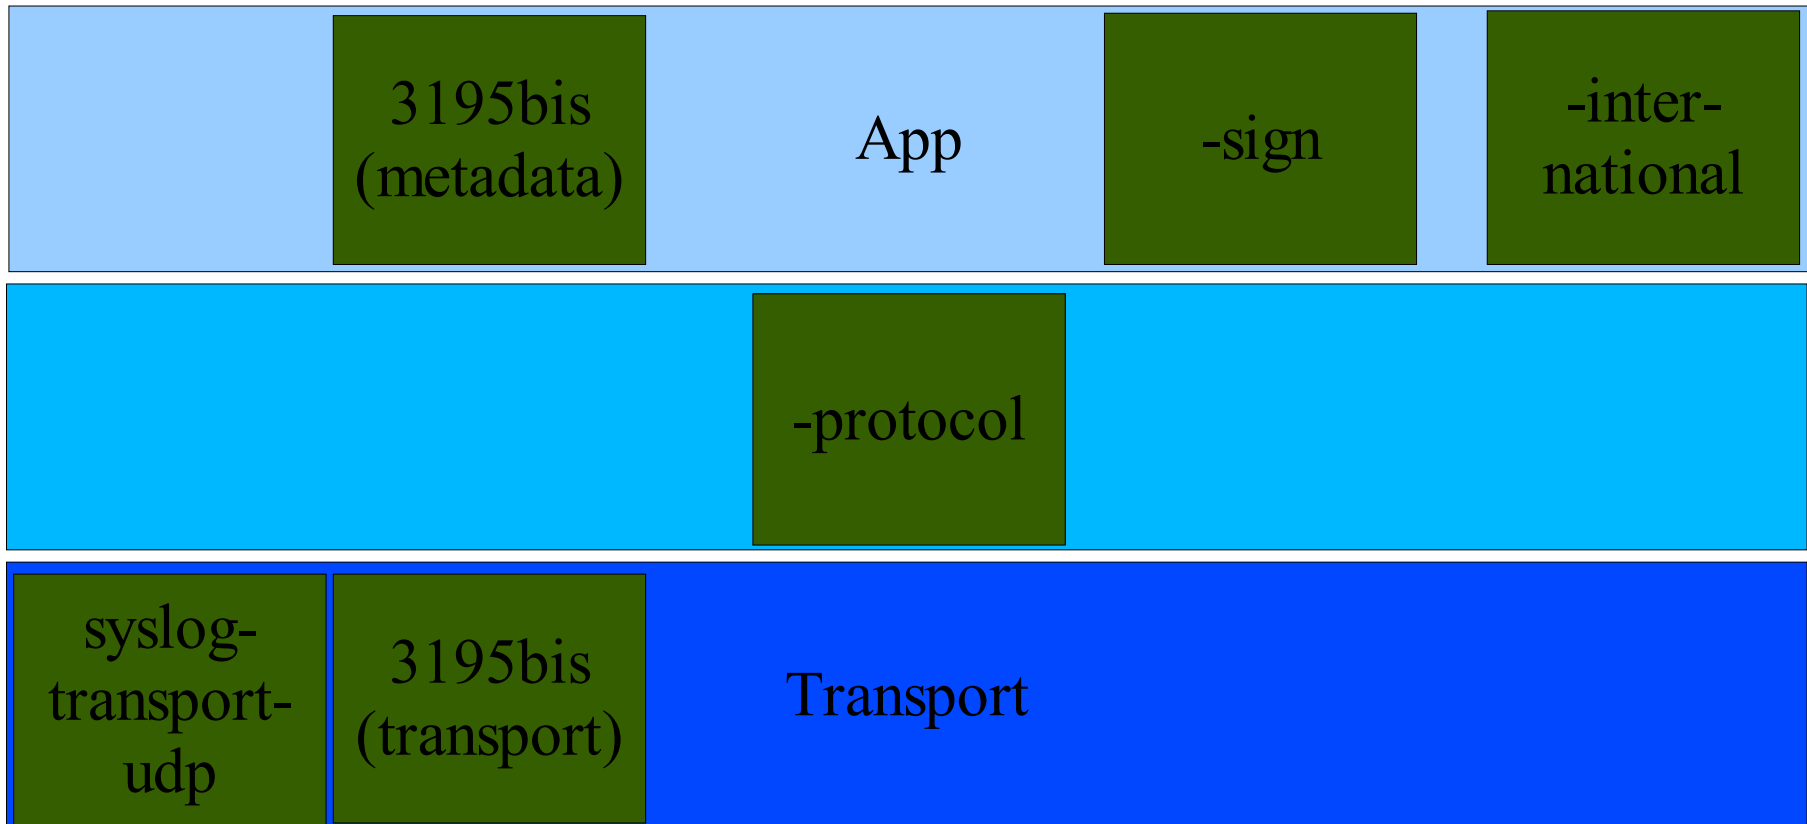 3195bis
(metadata)
App
-sign
-inter-
national
-protocol
syslog-
transport-
udp
3195bis
(transport)
Transport